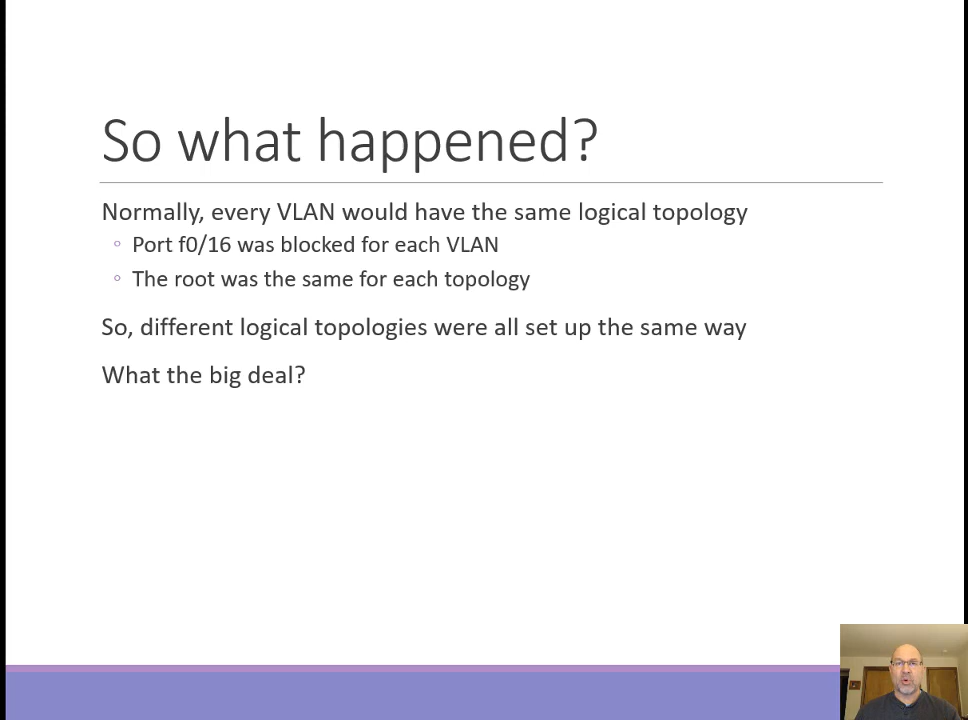 So what happened?
Normally, every VLAN would have the same logical topology
◦ Port f0/16 was blocked for each VLAN
◦ The root was the same for each topology
So, different logical topologies were all set up the same way
What the big deal?